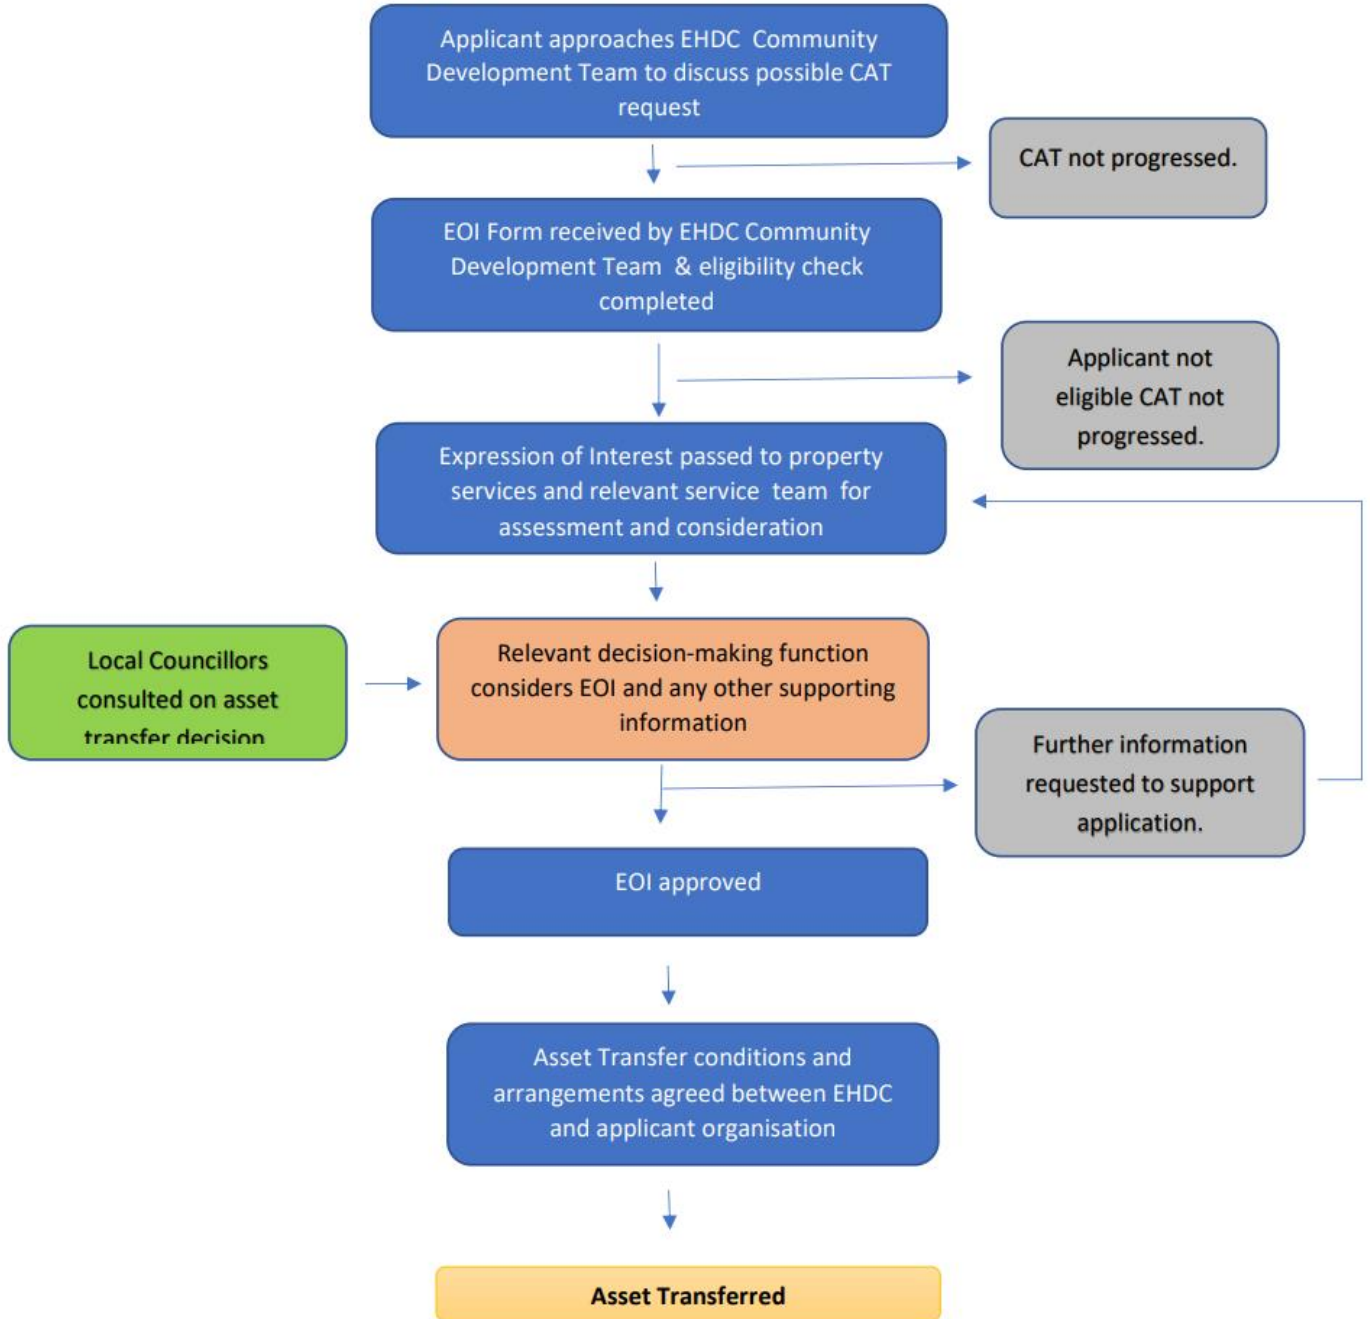 Applicant approaches EHDC Community
Development Team to discuss possible CAT
request
CAT not progressed.
EOI Form received by EHDC Community
Development Team & eligibility check
completed
Applicant not
eligible CAT not
progressed.
Expression of Interest passed to property
services and relevant service team for
assessment and consideration
Local Councillors
consulted on asset
transfer decision
Relevant decision-making function
considers EOI and any other supporting
information
Further information
requested to support
application.
EOI approved
Asset Transfer conditions and
arrangements agreed between EHDC
and applicant organisation
Asset Transferred